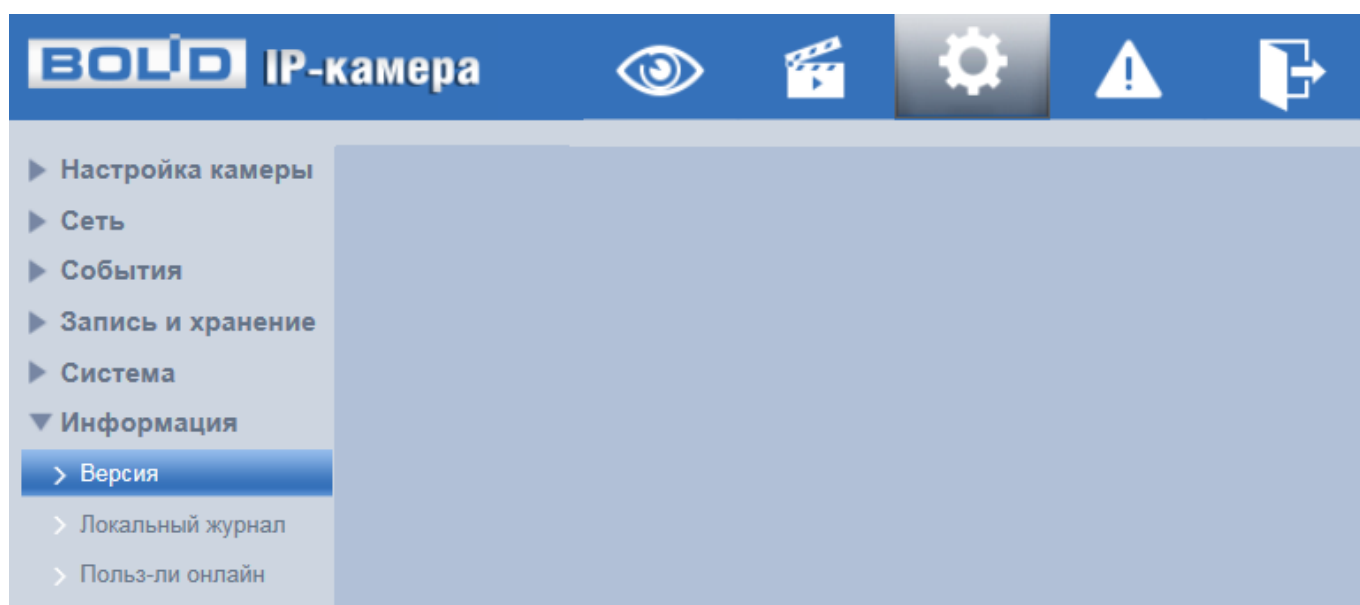 BOLID IP-камера
Настройка камеры
Сеть
События
Запись и хранение
Система
Информация
Версия
Локальный журнал
Польз-ли онлайн